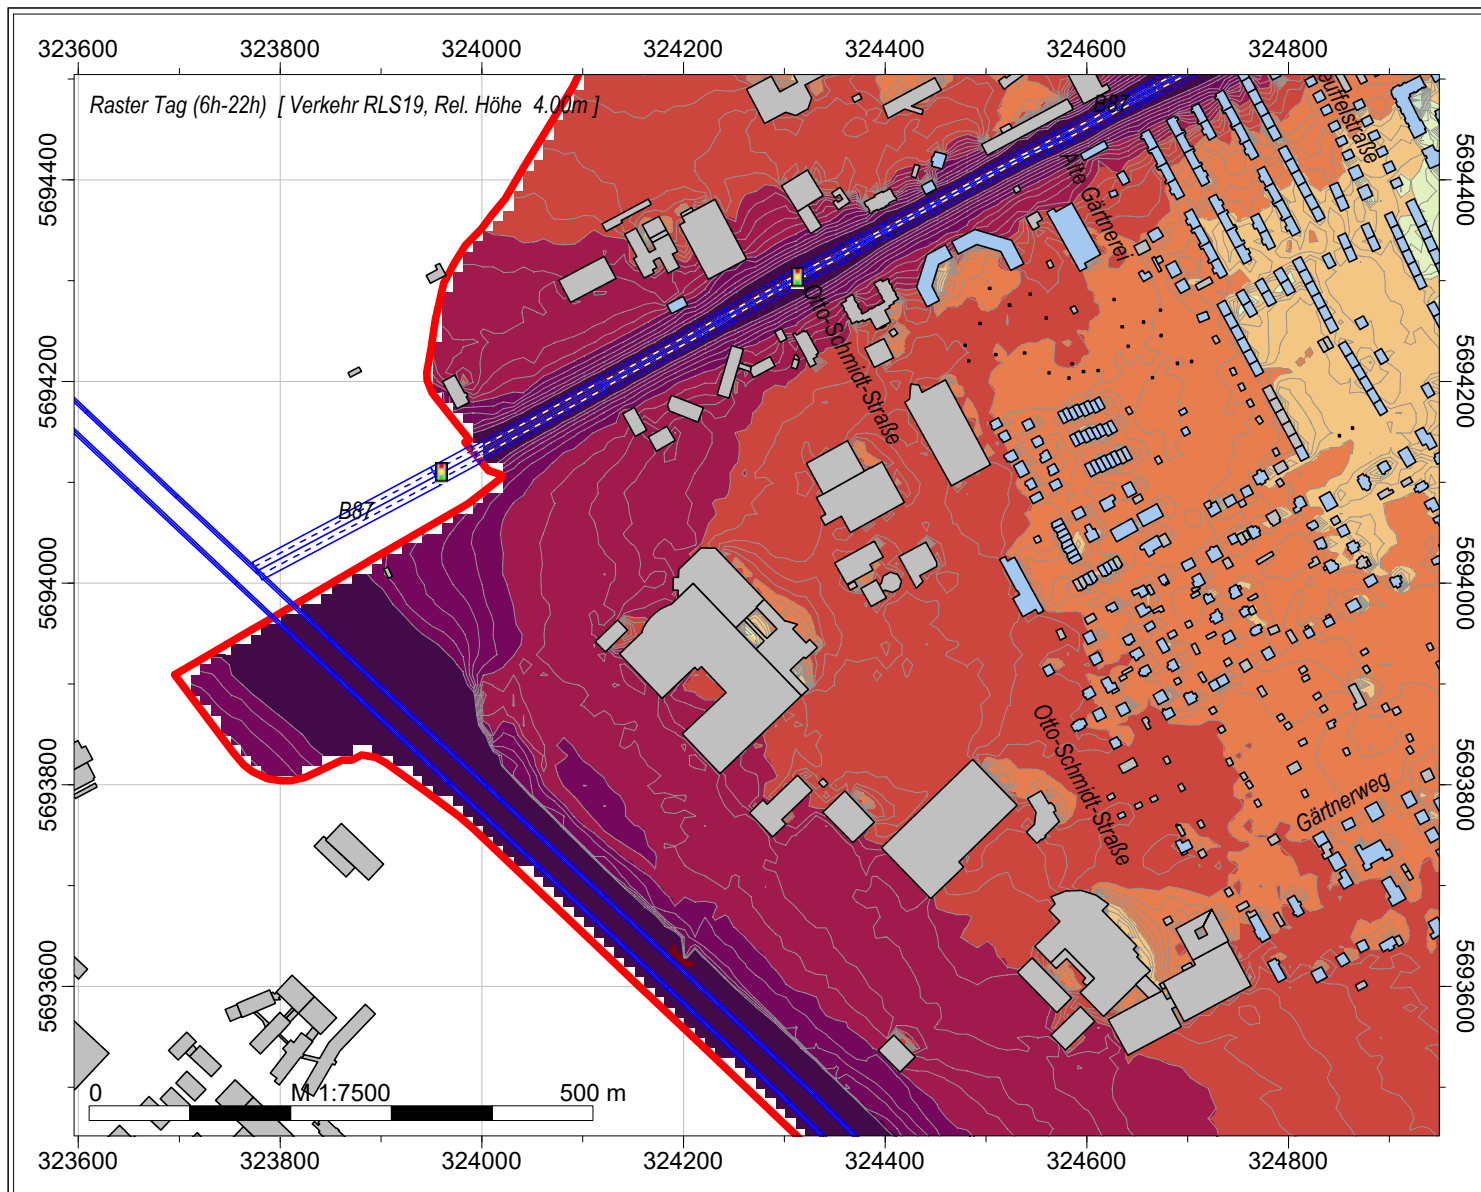 323600 323800 324000 324200 324400 324600 324800
Raster Tag (6h-22h) [ Verkehr RLS19, Rel. Höhe 4.00m ]
B87
5694400 5694400
Alte Gärtnerei
Otto-Schmidt-Straße
5694200 5694200
B87
5694000 5694000
Otto-Schmidt-Straße
5693800 5693800
Gärtnerweg
5693600 5693600
0 M 1:7500 500 m
323600 323800 324000 324200 324400 324600 324800